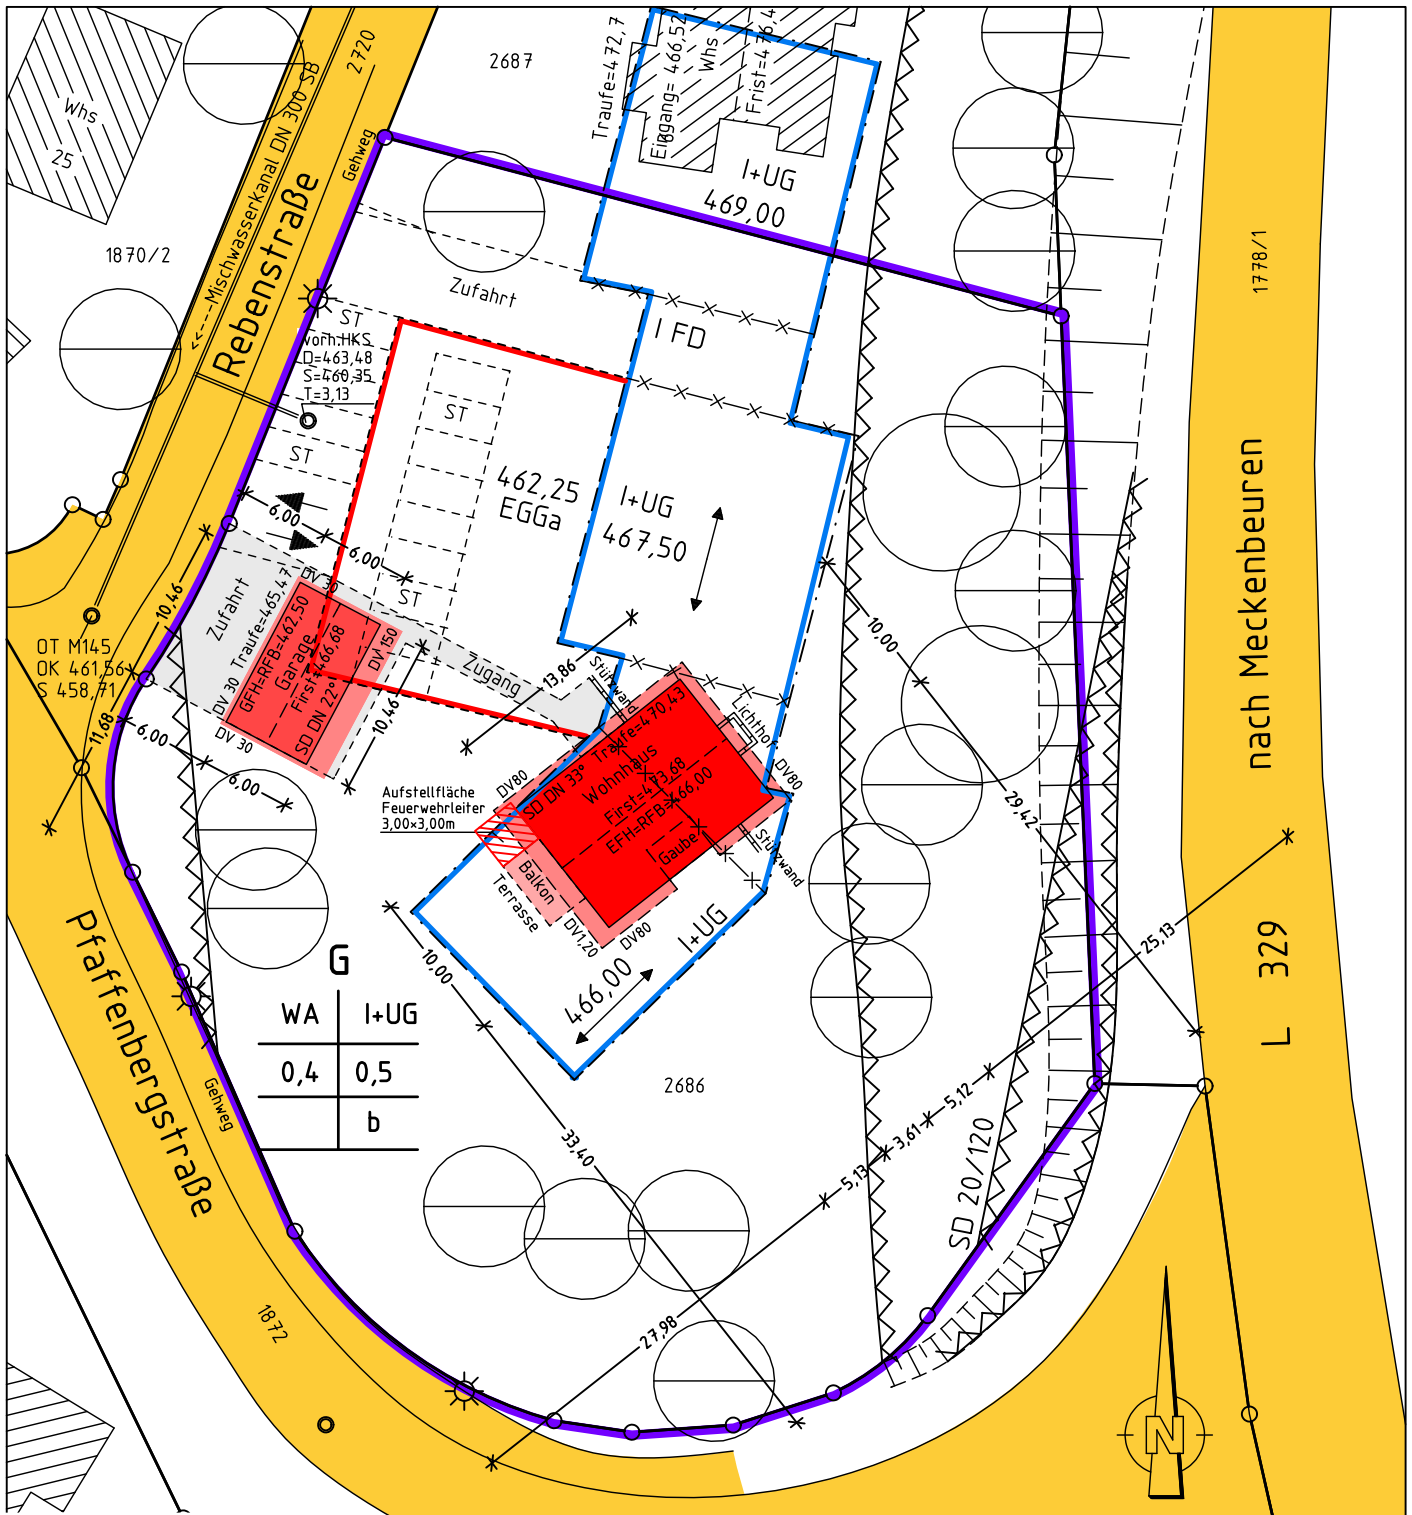 Whs
25
1870/2
<----Mischwasserkanal DN 300 SB
2720
Gehweg
Rebenstraße
2687
Traufe=472,7
Eingang= 466,52
Whs
I+UG
469,00
Zufahrt
ST
vorh.HKS
D=463,48
S=460,35
T=3,13
I FD
ST
ST
462,25
EGGa
I+UG
467,50
6,00
6,00
ST
10,46
Zufahrt
OT M145
OK 461,56
S 458,71
DV 30
Traufe=465,47
GFH=RFB=462,50
Garage
First=466,68
SD DN 22°
DV 150
DV 30
DV 30
Zugang
13,86
Stützwand
10,46
11,68
6,00
6,00
Aufstellfläche
Feuerwehrleiter
3,00×3,00m
DV80
SD DN 33°
Traufe=470,43
Wohnhaus
First=473,68
EFH=RFB=466,00
Gaube
Lichthof
DV80
Stützwand
Balkon
Terrasse
DV1,20
DV80
I+UG
466,00
10,00
10,00
29,42
25,13
G
WA
I+UG
0,4
0,5
b
2686
Pfaffenbergstraße
Gehweg
1872
33,40
27,98
5,13
3,61
5,12
SD 20/120
1778/1
nach Meckenbeuren
L 329
N